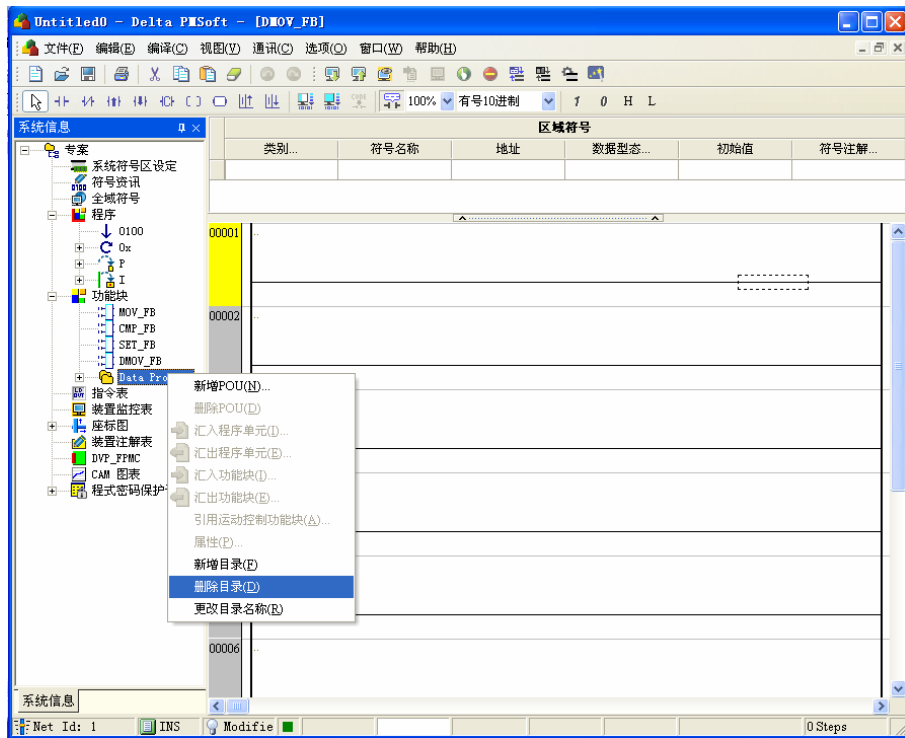 Untitled0 - Delta PMSoft - [DMOV_FB]
文件(F) 编辑(E) 编译(C) 视图(V) 通讯(C) 选项(O) 窗口(W) 帮助(H)
100% 有号10进制 1 0 H L
系统信息
区域符号
类别... 符号名称 地址 数据型态... 初始值 符号注解...
专案
系统符号区设定
符号资讯
全域符号
程序
0100
Ox
P
I
功能块
MOV_FB
CMP_FB
SET_FB
DMOV_FB
Data Pro
指令表
装置监控表
座标图
装置注解表
DVP_FPMC
CAM 图表
程式密码保护
新增POU(N)...
删除POU(D)
汇入程序单元(I)...
汇出程序单元(E)...
汇入功能块(I)...
汇出功能块(E)...
引用运动控制功能块(A)...
属性(P)...
新增目录(F)
删除目录(D)
更改目录名称(R)
00001
00002
00006
系统信息
Net Id: 1 INS Modifie 0 Steps